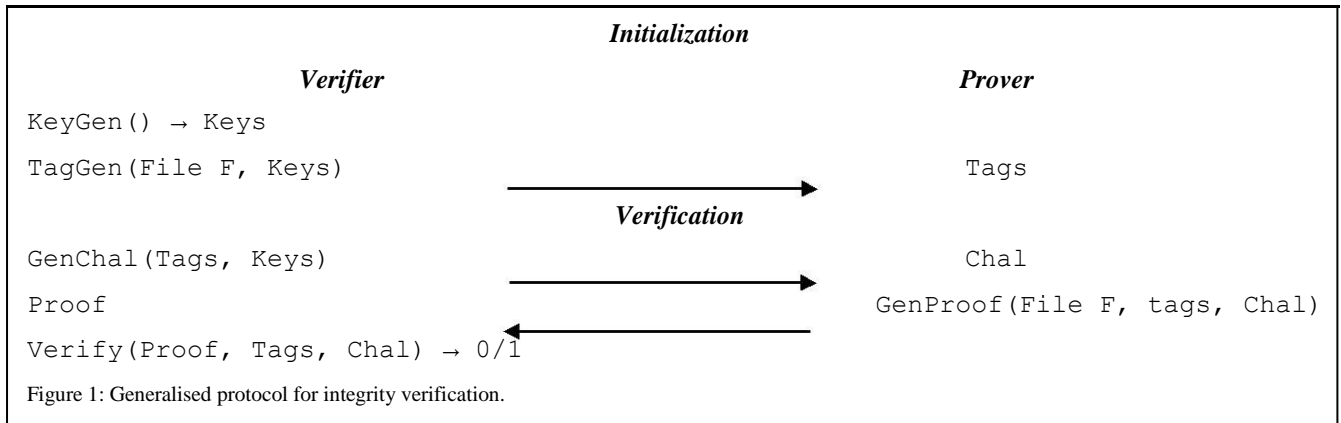 Initialization
Verifier Prover
KeyGen() → Keys
TagGen(File F, Keys) Tags
Verification
GenChal(Tags, Keys) Chal
Proof GenProof(File F, tags, Chal)
Verify(Proof, Tags, Chal) → 0/1
Figure 1: Generalised protocol for integrity verification.